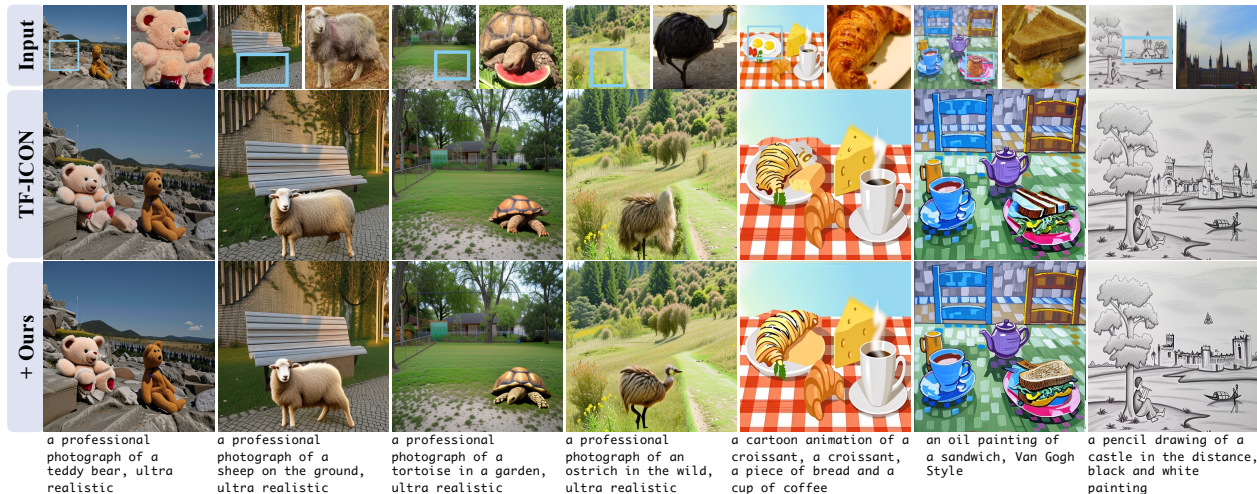 Input
TF-ICON
+ Ours
a professional
photograph of a
teddy bear, ultra
realistic
a professional
photograph of a
sheep on the ground,
ultra realistic
a professional
photograph of a
tortoise in a garden,
ultra realistic
a professional
photograph of an
ostrich in the wild,
ultra realistic
a cartoon animation of a
croissant, a croissant,
a piece of bread and a
cup of coffee
an oil painting of
a sandwich, Van Gogh
Style
a pencil drawing of a
castle in the distance,
black and white
painting